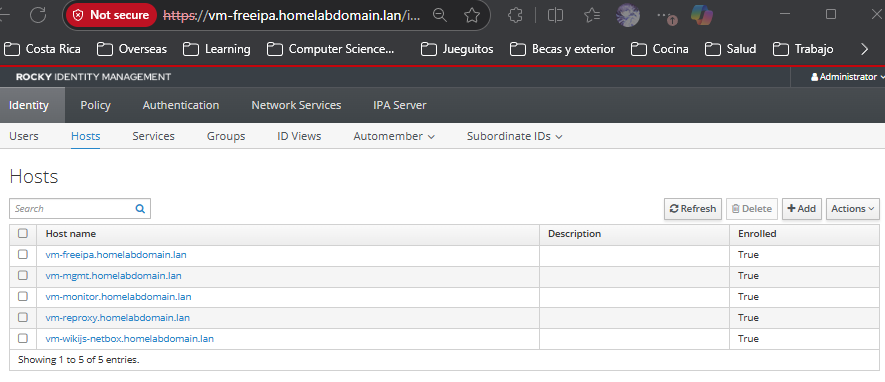 Not secure https://vm-freeipa.homelabdomain.lan/i...
Costa Rica Overseas Learning Computer Science... Jueguitos Becas y exterior Cocina Salud Trabajo
ROCKY IDENTITY MANAGEMENT Administrator
Identity Policy Authentication Network Services IPA Server
Users Hosts Services Groups ID Views Automember Subordinate IDs
Hosts
Search Refresh Delete Add Actions
Host name Description Enrolled
vm-freeipa.homelabdomain.lan True
vm-mgmt.homelabdomain.lan True
vm-monitor.homelabdomain.lan True
vm-reproxy.homelabdomain.lan True
vm-wikijs-netbox.homelabdomain.lan True
Showing 1 to 5 of 5 entries.